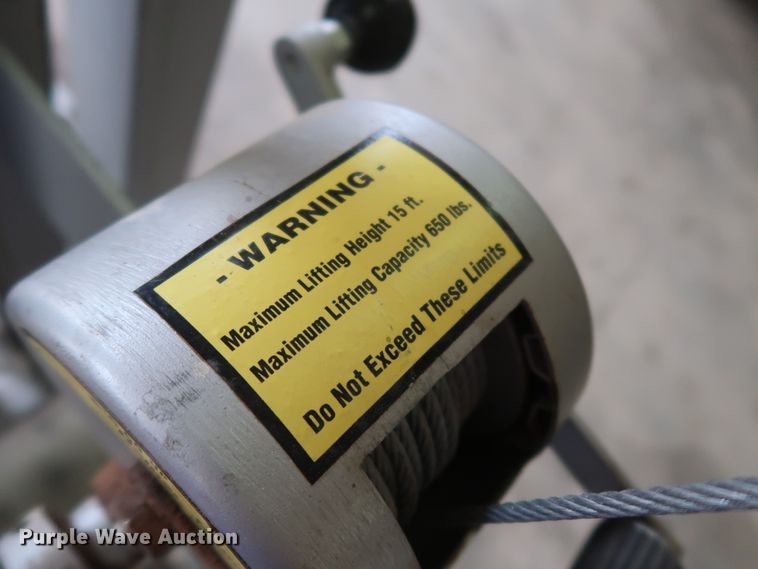 - WARNING -
Maximum Lifting Height 15 ft.
Maximum Lifting Capacity 650 lbs.
Do Not Exceed These Limits
Purple Wave Auction